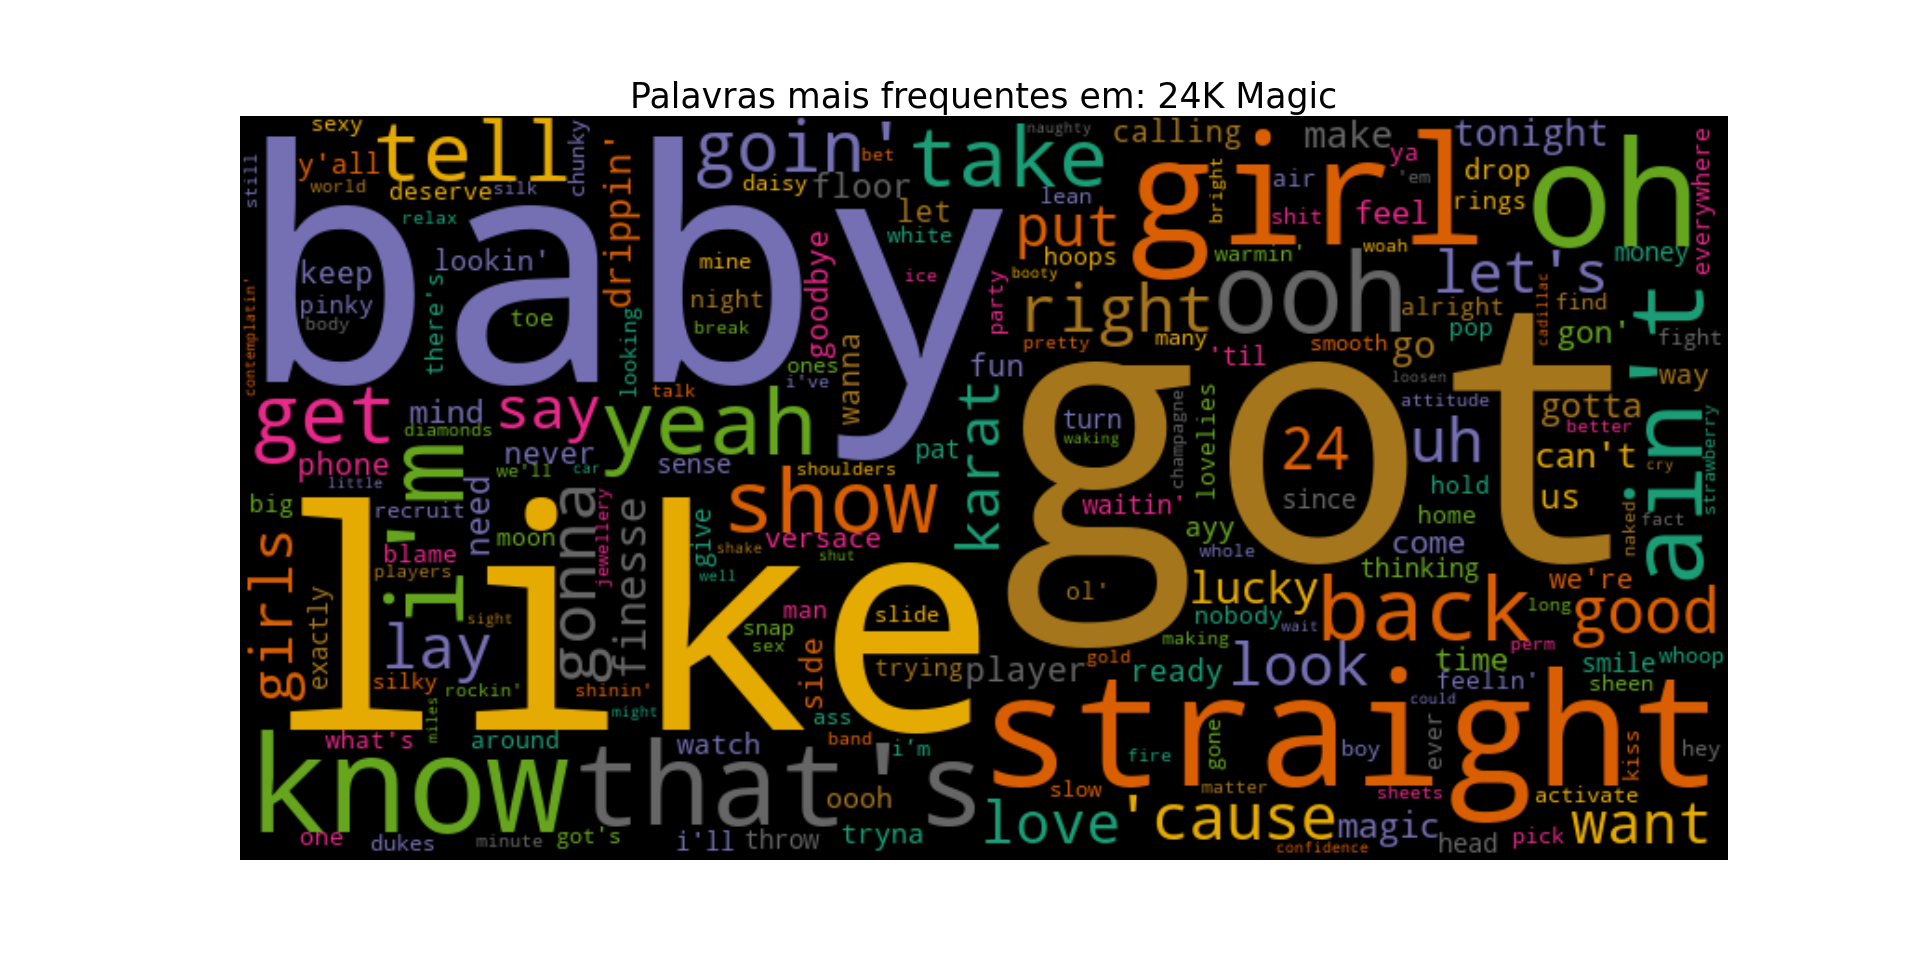 Palavras mais frequentes em: 24K Magic
sexy
tell
chunky
goin'
bet
take
naughty
calling
girl
make
ya
'em
tonight
oh
everywhere
still
y'all
world
deserve
silk
relax
drippin'
daisy
floor
let
white
lean
put
hoops
booty
bright
air
shit
feel
warmin'
woah
drop
rings
money
baby
keep
pinky
body
lookin'
there's
toe
looking
mine
night
break
goodbye
ice
party
right
ooh
let's
alright
cadillac
find
pop
gon'
ain't
fight
contemplatin'
ones
i've
wanna
talk
fun
pretty
many
'til
smooth
go
loosen
way
get
mind
diamonds
say
yeah
never
we'll
car
sense
pat
karat
got
turn
waking
champagne
lovelies
24
since
attitude
uh
gotta
better
can't
cry
us
strawberry
phone
little
i'm
need
shoulders
show
versace
shut
shake
give
well
waitin'
ayy
whole
hold
home
come
thinking
naked
fact
big
recruit
moon
blame
players
gonna
jewellery
finesse
like
girls
exactly
sight
lay
silky
rockin'
shinin'
might
miles
man
snap
sex
side
slide
trying
ass
ol'
lucky
nobody
wait
making
back
we're
long
good
perm
player
gold
ready
look
time
feelin'
could
smile
whoop
sheen
know
what's
around
that's
watch
band
i'm
oooh
straight
fire
gone
boy
ever
kiss
hey
slow
matter
sheets
activate
one
dukes
minute
got's
i'll
throw
tryna
love
'cause
confidence
magic
head
pick
want